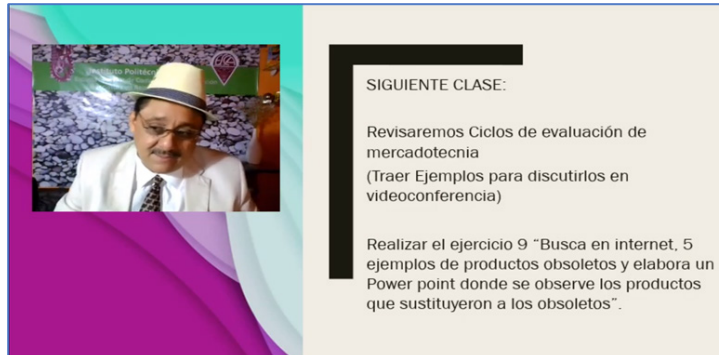 Instituto Politécnico
SIGUIENTE CLASE:
Revisaremos Ciclos de evaluación de
mercadotecnia
(Traer Ejemplos para discutirlos en
videoconferencia)
Realizar el ejercicio 9 “Busca en internet, 5
ejemplos de productos obsoletos y elabora un
Power point donde se observe los productos
que sustituyeron a los obsoletos”.